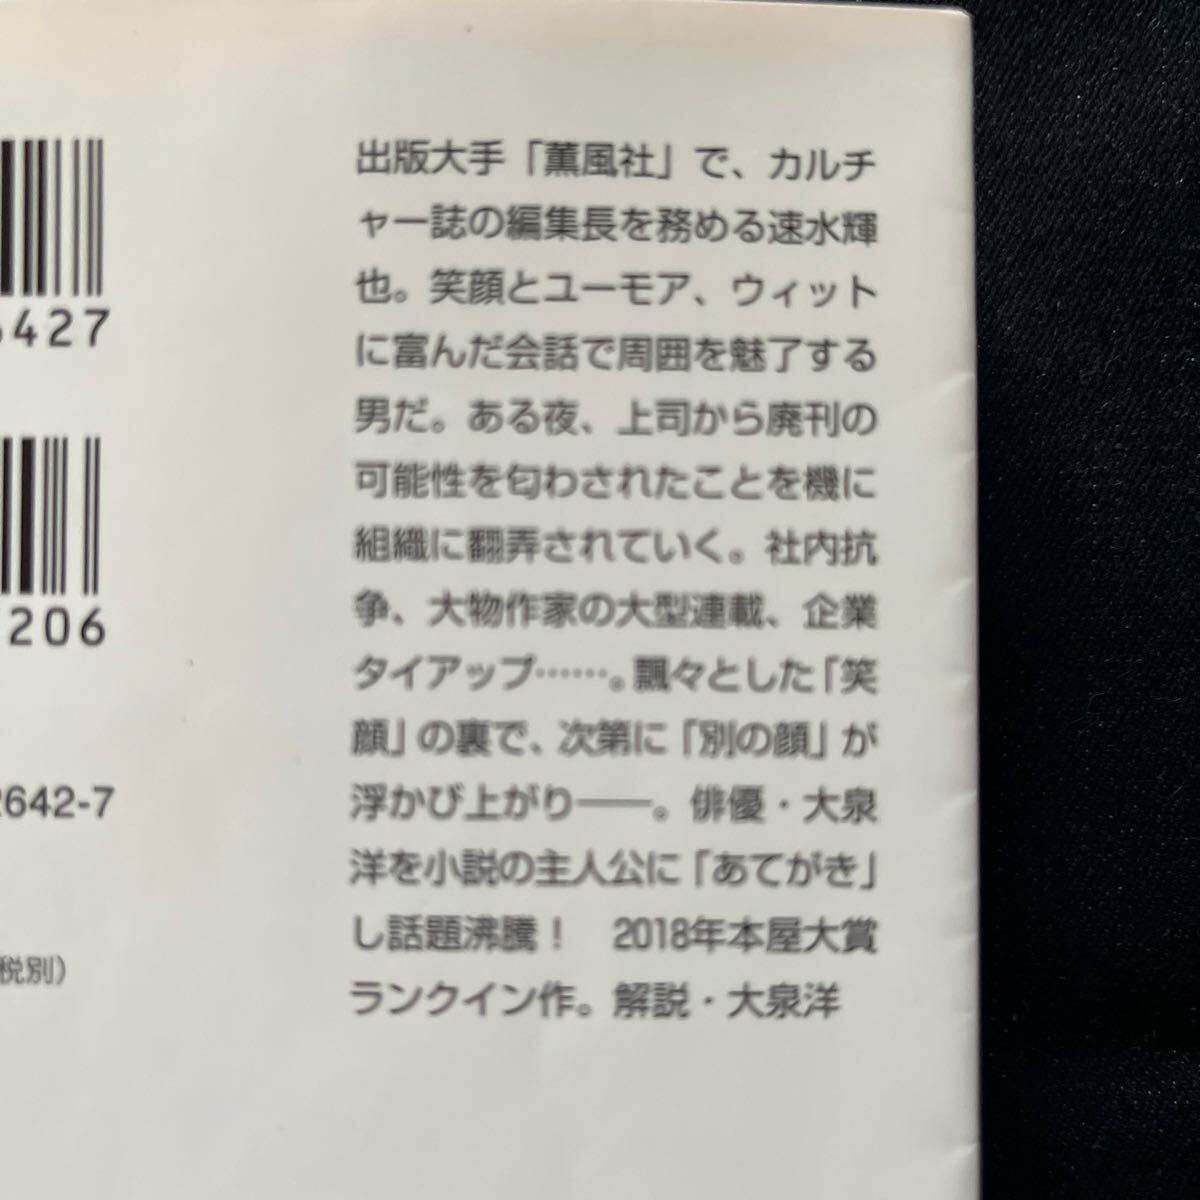 出版大手「薫風社」で、カルチ
ャー誌の編集長を務める速水輝
也。笑顔とユーモア、ウィット
に富んだ会話で周囲を魅了する
男だ。ある夜、上司から廃刊の
可能性を匂わされたことを機に
組織に翻弄されていく。社内抗
争、大物作家の大型連載、企業
タイアップ……。飄々とした「笑
顔」の裏で、次第に「別の顔」が
浮かび上がり――。俳優・大泉
洋を小説の主人公に「あてがき」
し話題沸騰！　2018年本屋大賞
ランクイン作。解説・大泉洋
6427
206
2642-7
税別）